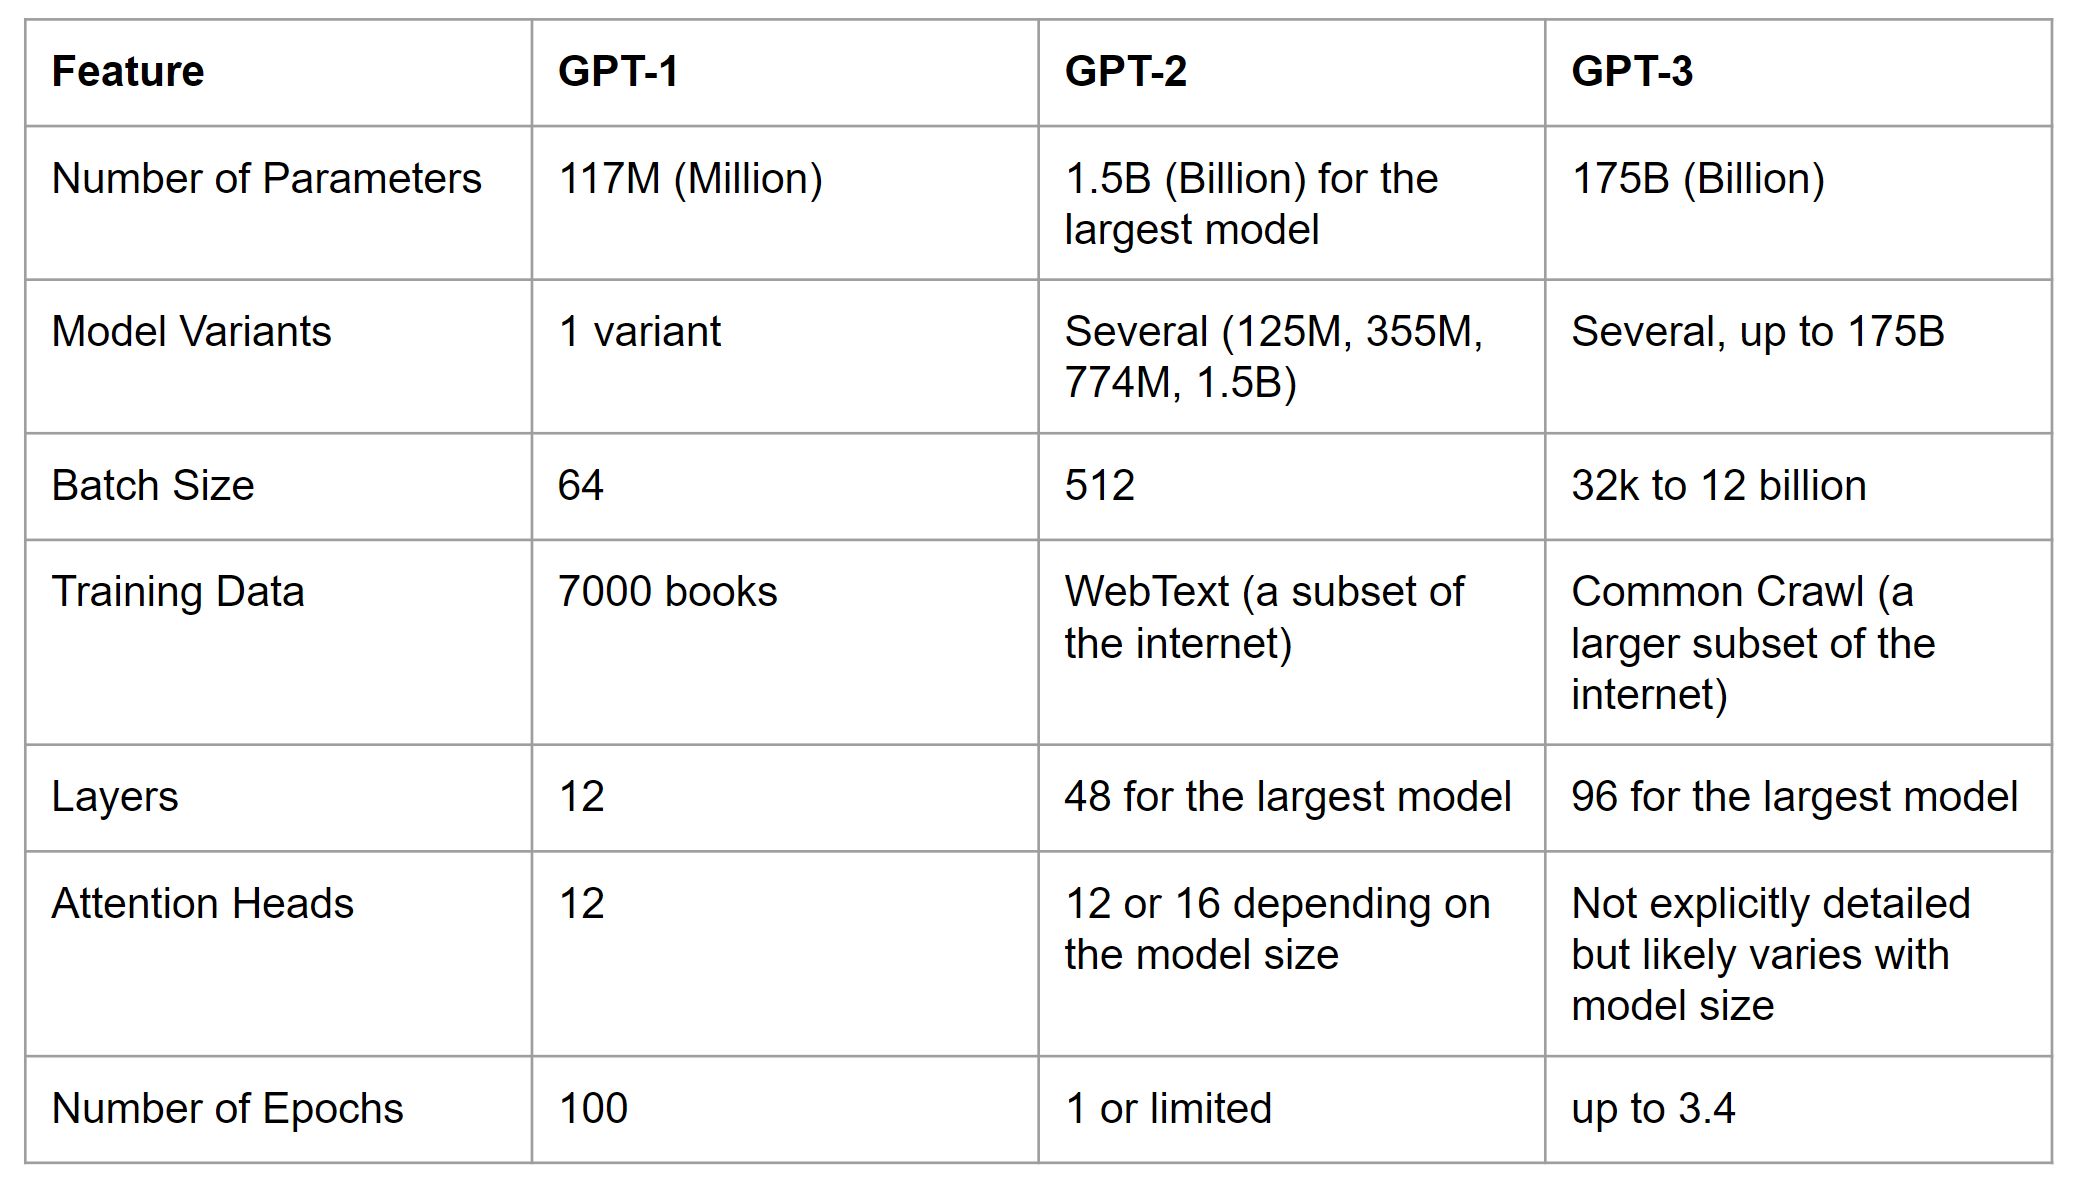 Feature GPT-1 GPT-2 GPT-3
Number of Parameters 117M (Million) 1.5B (Billion) for the largest model 175B (Billion)
Model Variants 1 variant Several (125M, 355M, 774M, 1.5B) Several, up to 175B
Batch Size 64 512 32k to 12 billion
Training Data 7000 books WebText (a subset of the internet) Common Crawl (a larger subset of the internet)
Layers 12 48 for the largest model 96 for the largest model
Attention Heads 12 12 or 16 depending on the model size Not explicitly detailed but likely varies with model size
Number of Epochs 100 1 or limited up to 3.4